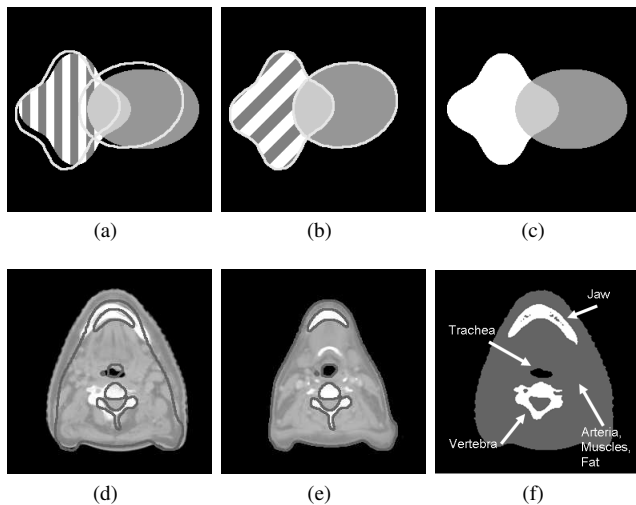 (a)
(b)
(c)
Jaw
Trachea
Vertebra
Arteria,
Muscles,
Fat
(d)
(e)
(f)